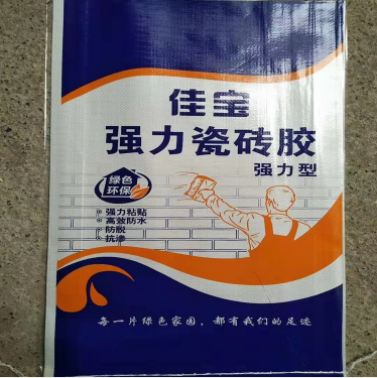 佳宝
强力瓷砖胶
强力型
绿色
环保
强力粘贴
高效防水
防脱
抗渗
每一片绿色家园，都有我们的足迹